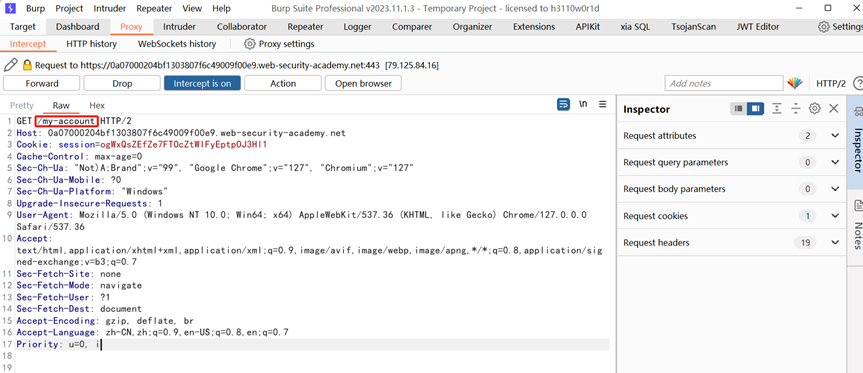 Burp Project Intruder Repeater View Help Burp Suite Professional v2023.11.1.3 - Temporary Project - licensed to h3110w0r1d
Target Dashboard Proxy Intruder Collaborator Repeater Logger Comparer Organizer Extensions APIKit xia SQL TsojanScan JWT Editor Settings
Intercept HTTP history WebSockets history Proxy settings
Request to https://0a07000204bf1303807f6c49009f00e9.web-security-academy.net:443 [79.125.84.16]
Forward Drop Intercept is on Action Open browser Add notes HTTP/2
Pretty Raw Hex \n
Inspector
1 GET /my-account HTTP/2
2 Host: 0a07000204bf1303807f6c49009f00e9.web-security-academy.net
3 Cookie: session=ogWxQsZEfZe7FTOcZtWlFyEptpOJ3Hl1
4 Cache-Control: max-age=0
5 Sec-Ch-Ua: "Not)A;Brand";v="99", "Google Chrome";v="127", "Chromium";v="127"
6 Sec-Ch-Ua-Mobile: ?0
7 Sec-Ch-Ua-Platform: "Windows"
8 Upgrade-Insecure-Requests: 1
9 User-Agent: Mozilla/5.0 (Windows NT 10.0; Win64; x64) AppleWebKit/537.36 (KHTML, like Gecko) Chrome/127.0.0.0
Safari/537.36
10 Accept:
text/html,application/xhtml+xml,application/xml;q=0.9,image/avif,image/webp,image/apng,*/*;q=0.8,application/sig
ned-exchange;v=b3;q=0.7
11 Sec-Fetch-Site: none
12 Sec-Fetch-Mode: navigate
13 Sec-Fetch-User: ?1
14 Sec-Fetch-Dest: document
15 Accept-Encoding: gzip, deflate, br
16 Accept-Language: zh-CN,zh;q=0.9,en-US;q=0.8,en;q=0.7
17 Priority: u=0, i
18
19
Request attributes 2
Request query parameters 0
Request body parameters 0
Request cookies 1
Request headers 19
Inspector
Notes